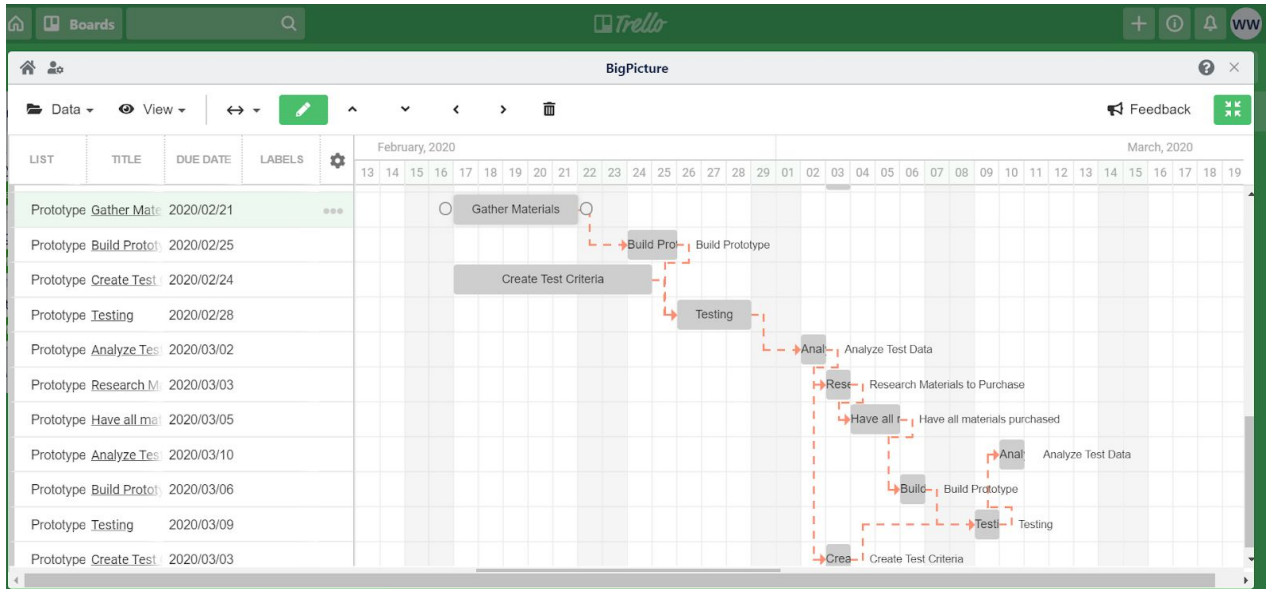 Boards Trello WW
BigPicture
Data View Feedback
LIST TITLE DUE DATE LABELS
February, 2020 March, 2020
13 14 15 16 17 18 19 20 21 22 23 24 25 26 27 28 29 01 02 03 04 05 06 07 08 09 10 11 12 13 14 15 16 17 18 19
Prototype Gather Mate 2020/02/21 Gather Materials
Prototype Build Protot 2020/02/25 Build Pro Build Prototype
Prototype Create Test 2020/02/24 Create Test Criteria
Prototype Testing 2020/02/28 Testing
Prototype Analyze Tes 2020/03/02 Anal Analyze Test Data
Prototype Research M 2020/03/03 Rese Research Materials to Purchase
Prototype Have all mat 2020/03/05 Have all Have all materials purchased
Prototype Analyze Tes 2020/03/10 Anal Analyze Test Data
Prototype Build Protot 2020/03/06 Build Build Prototype
Prototype Testing 2020/03/09 Testi Testing
Prototype Create Test 2020/03/03 Crea Create Test Criteria